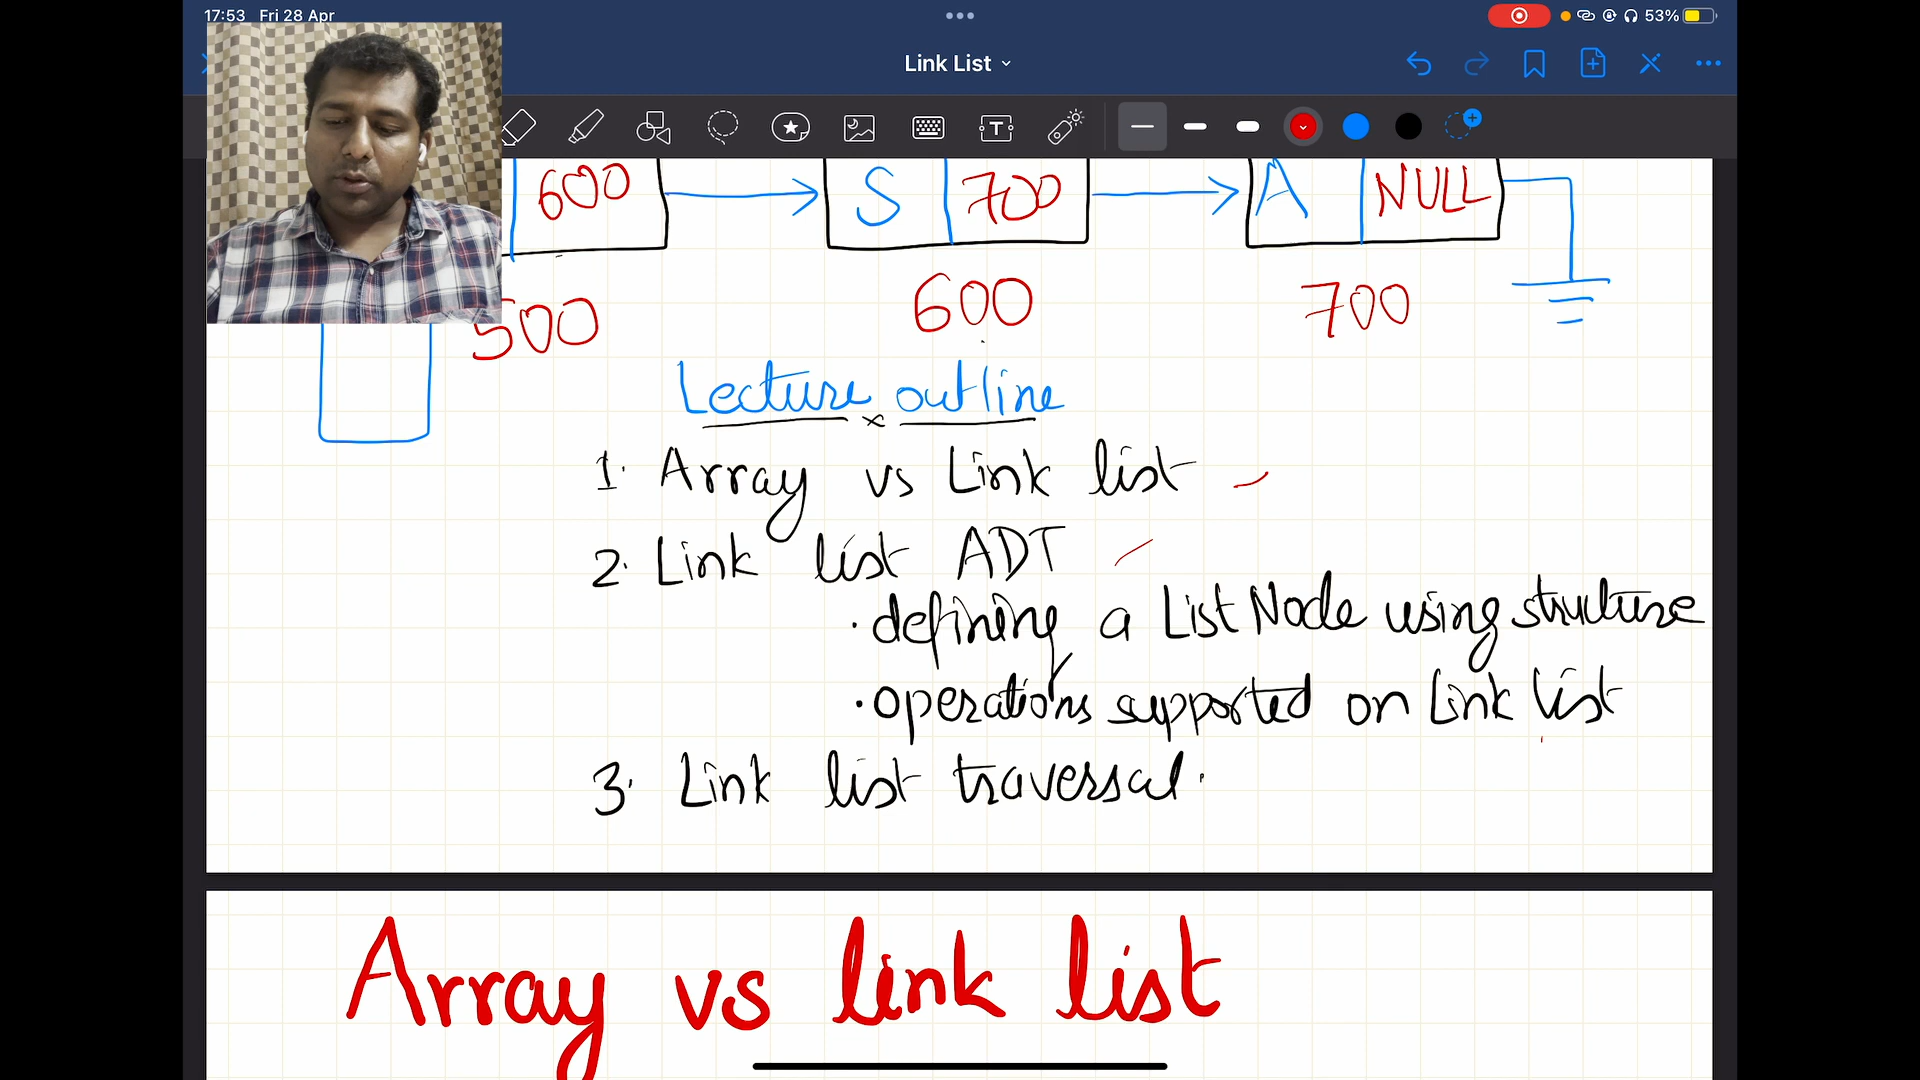 17:53 Fri 28 Apr
53%
Link List
T
600
S 700
A NULL
500
600
700
Lecture outline
1. Array vs Link list
2. Link list ADT
· defining a List Node using structure
· operations supported on Link list
3. Link list traversal.
Array vs link list